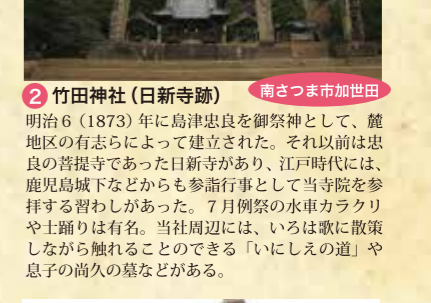 2 竹田神社(日新寺跡) 南さつま市加世田
明治6(1873)年に島津忠良を御祭神として、麓
地区の有志らによって建立された。それ以前は忠
良の菩提寺であった日新寺があり、江戸時代には、
鹿児島城下などからも参詣行事として当寺院を参
拝する習わしがあった。7月例祭の水車カラクリ
や士踊りは有名。当社周辺には、いろは歌に散策
しながら触れることのできる「いにしえの道」や
息子の尚久の墓などがある。